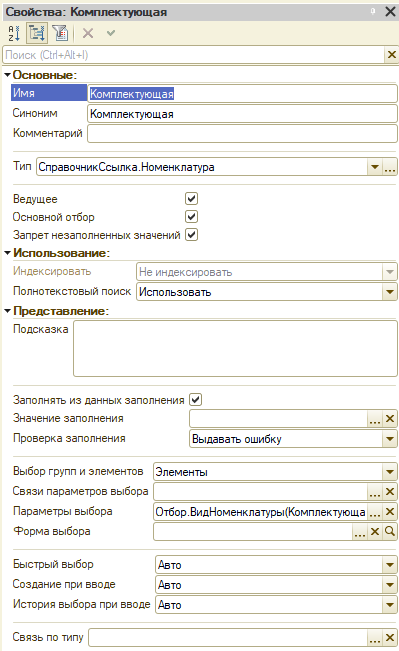 Свойства: Комплектующая
Поиск (Ctrl+Alt+I)
Основные:
Имя Комплектующая
Синоним Комплектующая
Комментарий
Тип СправочникСсылка.Номенклатура
Ведущее
Основной отбор
Запрет незаполненных значений
Использование:
Индексировать Не индексировать
Полнотекстовый поиск Использовать
Представление:
Подсказка
Заполнять из данных заполнения
Значение заполнения
Проверка заполнения Выдавать ошибку
Выбор групп и элементов Элементы
Связи параметров выбора
Параметры выбора Отбор.ВидНоменклатуры(Комплектующа
Форма выбора
Быстрый выбор Авто
Создание при вводе Авто
История выбора при вводе Авто
Связь по типу